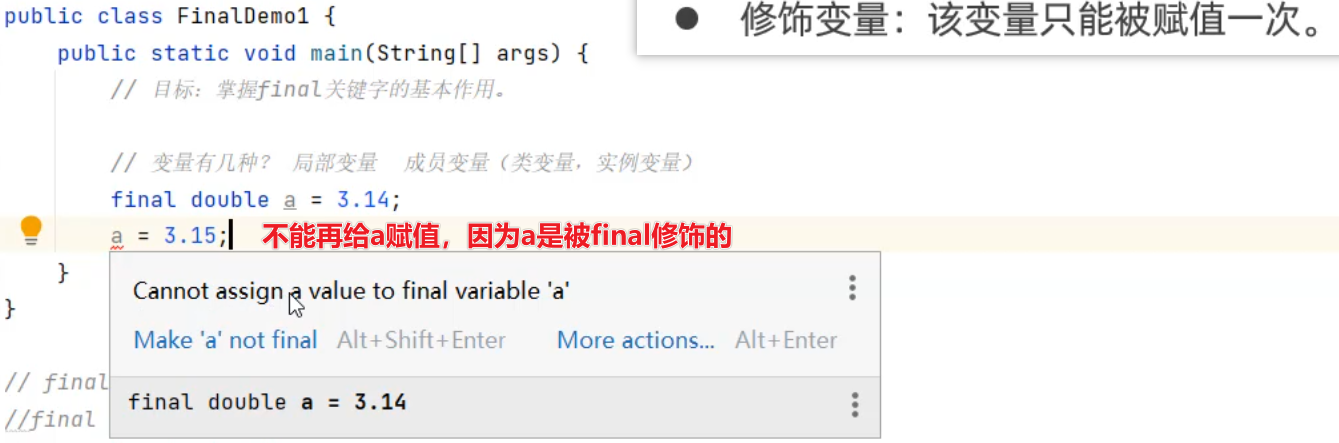 public class FinalDemo1 {
● 修饰变量：该变量只能被赋值一次。
public static void main(String[] args) {
// 目标：掌握final关键字的基本作用。
// 变量有几种？ 局部变量 成员变量（类变量，实例变量）
final double a = 3.14;
a = 3.15; 不能再给a赋值，因为a是被final修饰的
}
Cannot assign a value to final variable 'a'
}
Make 'a' not final Alt+Shift+Enter More actions... Alt+Enter
// final
final double a = 3.14
//final